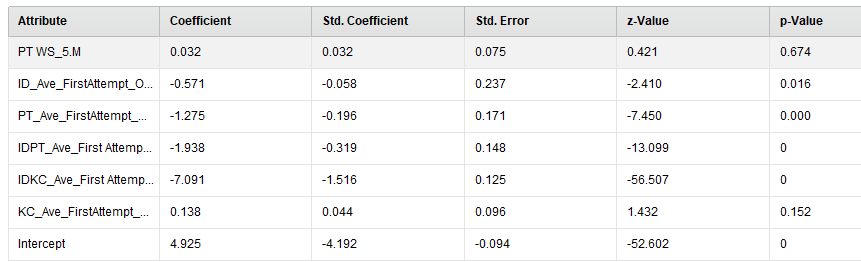 Attribute Coefficient Std. Coefficient Std. Error z-Value p-Value
PT WS_5.M 0.032 0.032 0.075 0.421 0.674
ID_Ave_FirstAttempt_O... -0.571 -0.058 0.237 -2.410 0.016
PT_Ave_FirstAttempt_... -1.275 -0.196 0.171 -7.450 0.000
IDPT_Ave_First Attemp... -1.938 -0.319 0.148 -13.099 0
IDKC_Ave_First Attemp... -7.091 -1.516 0.125 -56.507 0
KC_Ave_FirstAttempt_... 0.138 0.044 0.096 1.432 0.152
Intercept 4.925 -4.192 -0.094 -52.602 0